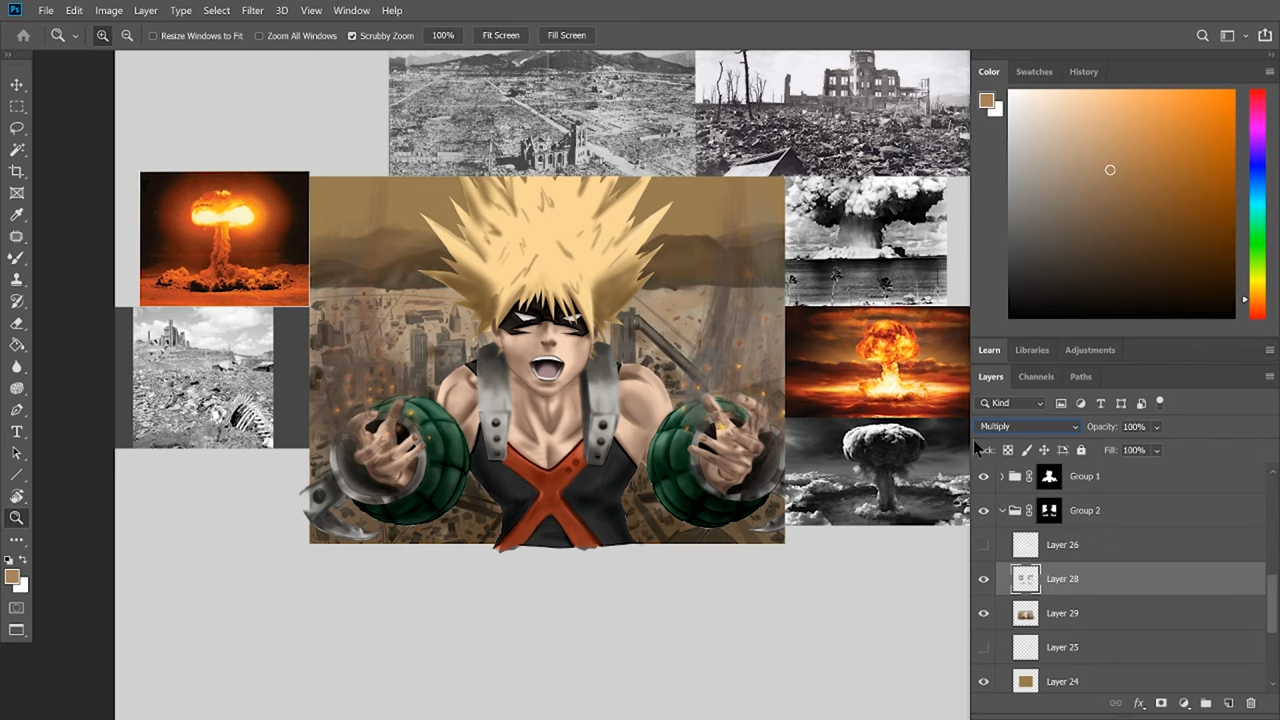 Ps File Edit Image Layer Type Select Filter 3D View Window Help
Resize Windows to Fit Zoom All Windows Scrubby Zoom 100% Fit Screen Fill Screen
Color Swatches History
Learn Libraries Adjustments
Layers Channels Paths
Kind
Multiply Opacity: 100%
Fill: 100%
Group 1
Group 2
Layer 26
Layer 28
Layer 29
Layer 25
Layer 24
fx